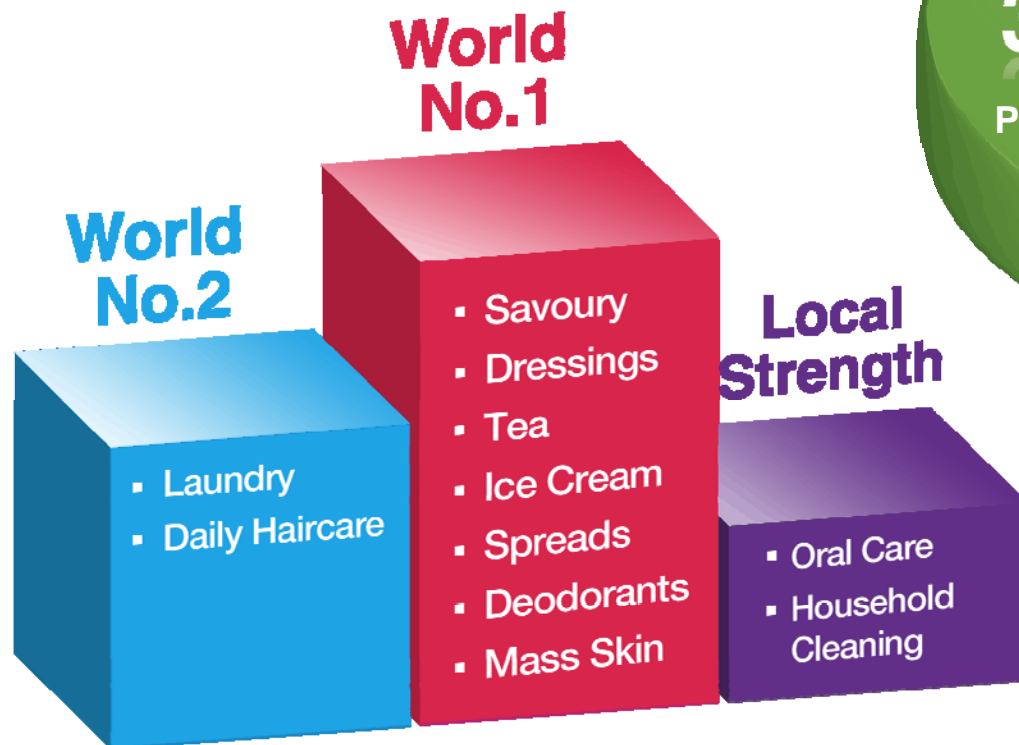 World
No.1
World
No.2
Local
Strength
▪ Laundry
▪ Daily Haircare
▪ Savoury
▪ Dressings
▪ Tea
▪ Ice Cream
▪ Spreads
▪ Deodorants
▪ Mass Skin
▪ Oral Care
▪ Household
Cleaning